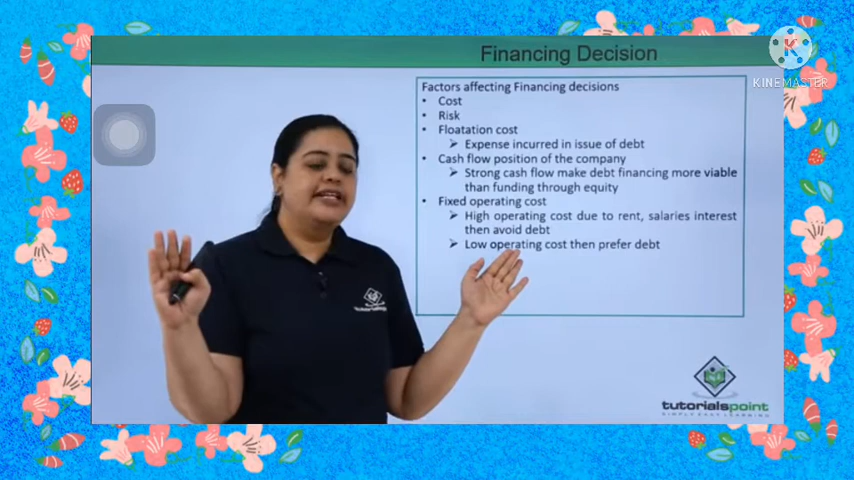 Financing Decision
KINEMASTER
Factors affecting Financing decisions
• Cost
• Risk
• Floatation cost
➢ Expense incurred in issue of debt
• Cash flow position of the company
➢ Strong cash flow make debt financing more viable
than funding through equity
• Fixed operating cost
➢ High operating cost due to rent, salaries interest
then avoid debt
➢ Low operating cost then prefer debt
tutorialspoint
SIMPLY EASY LEARNING